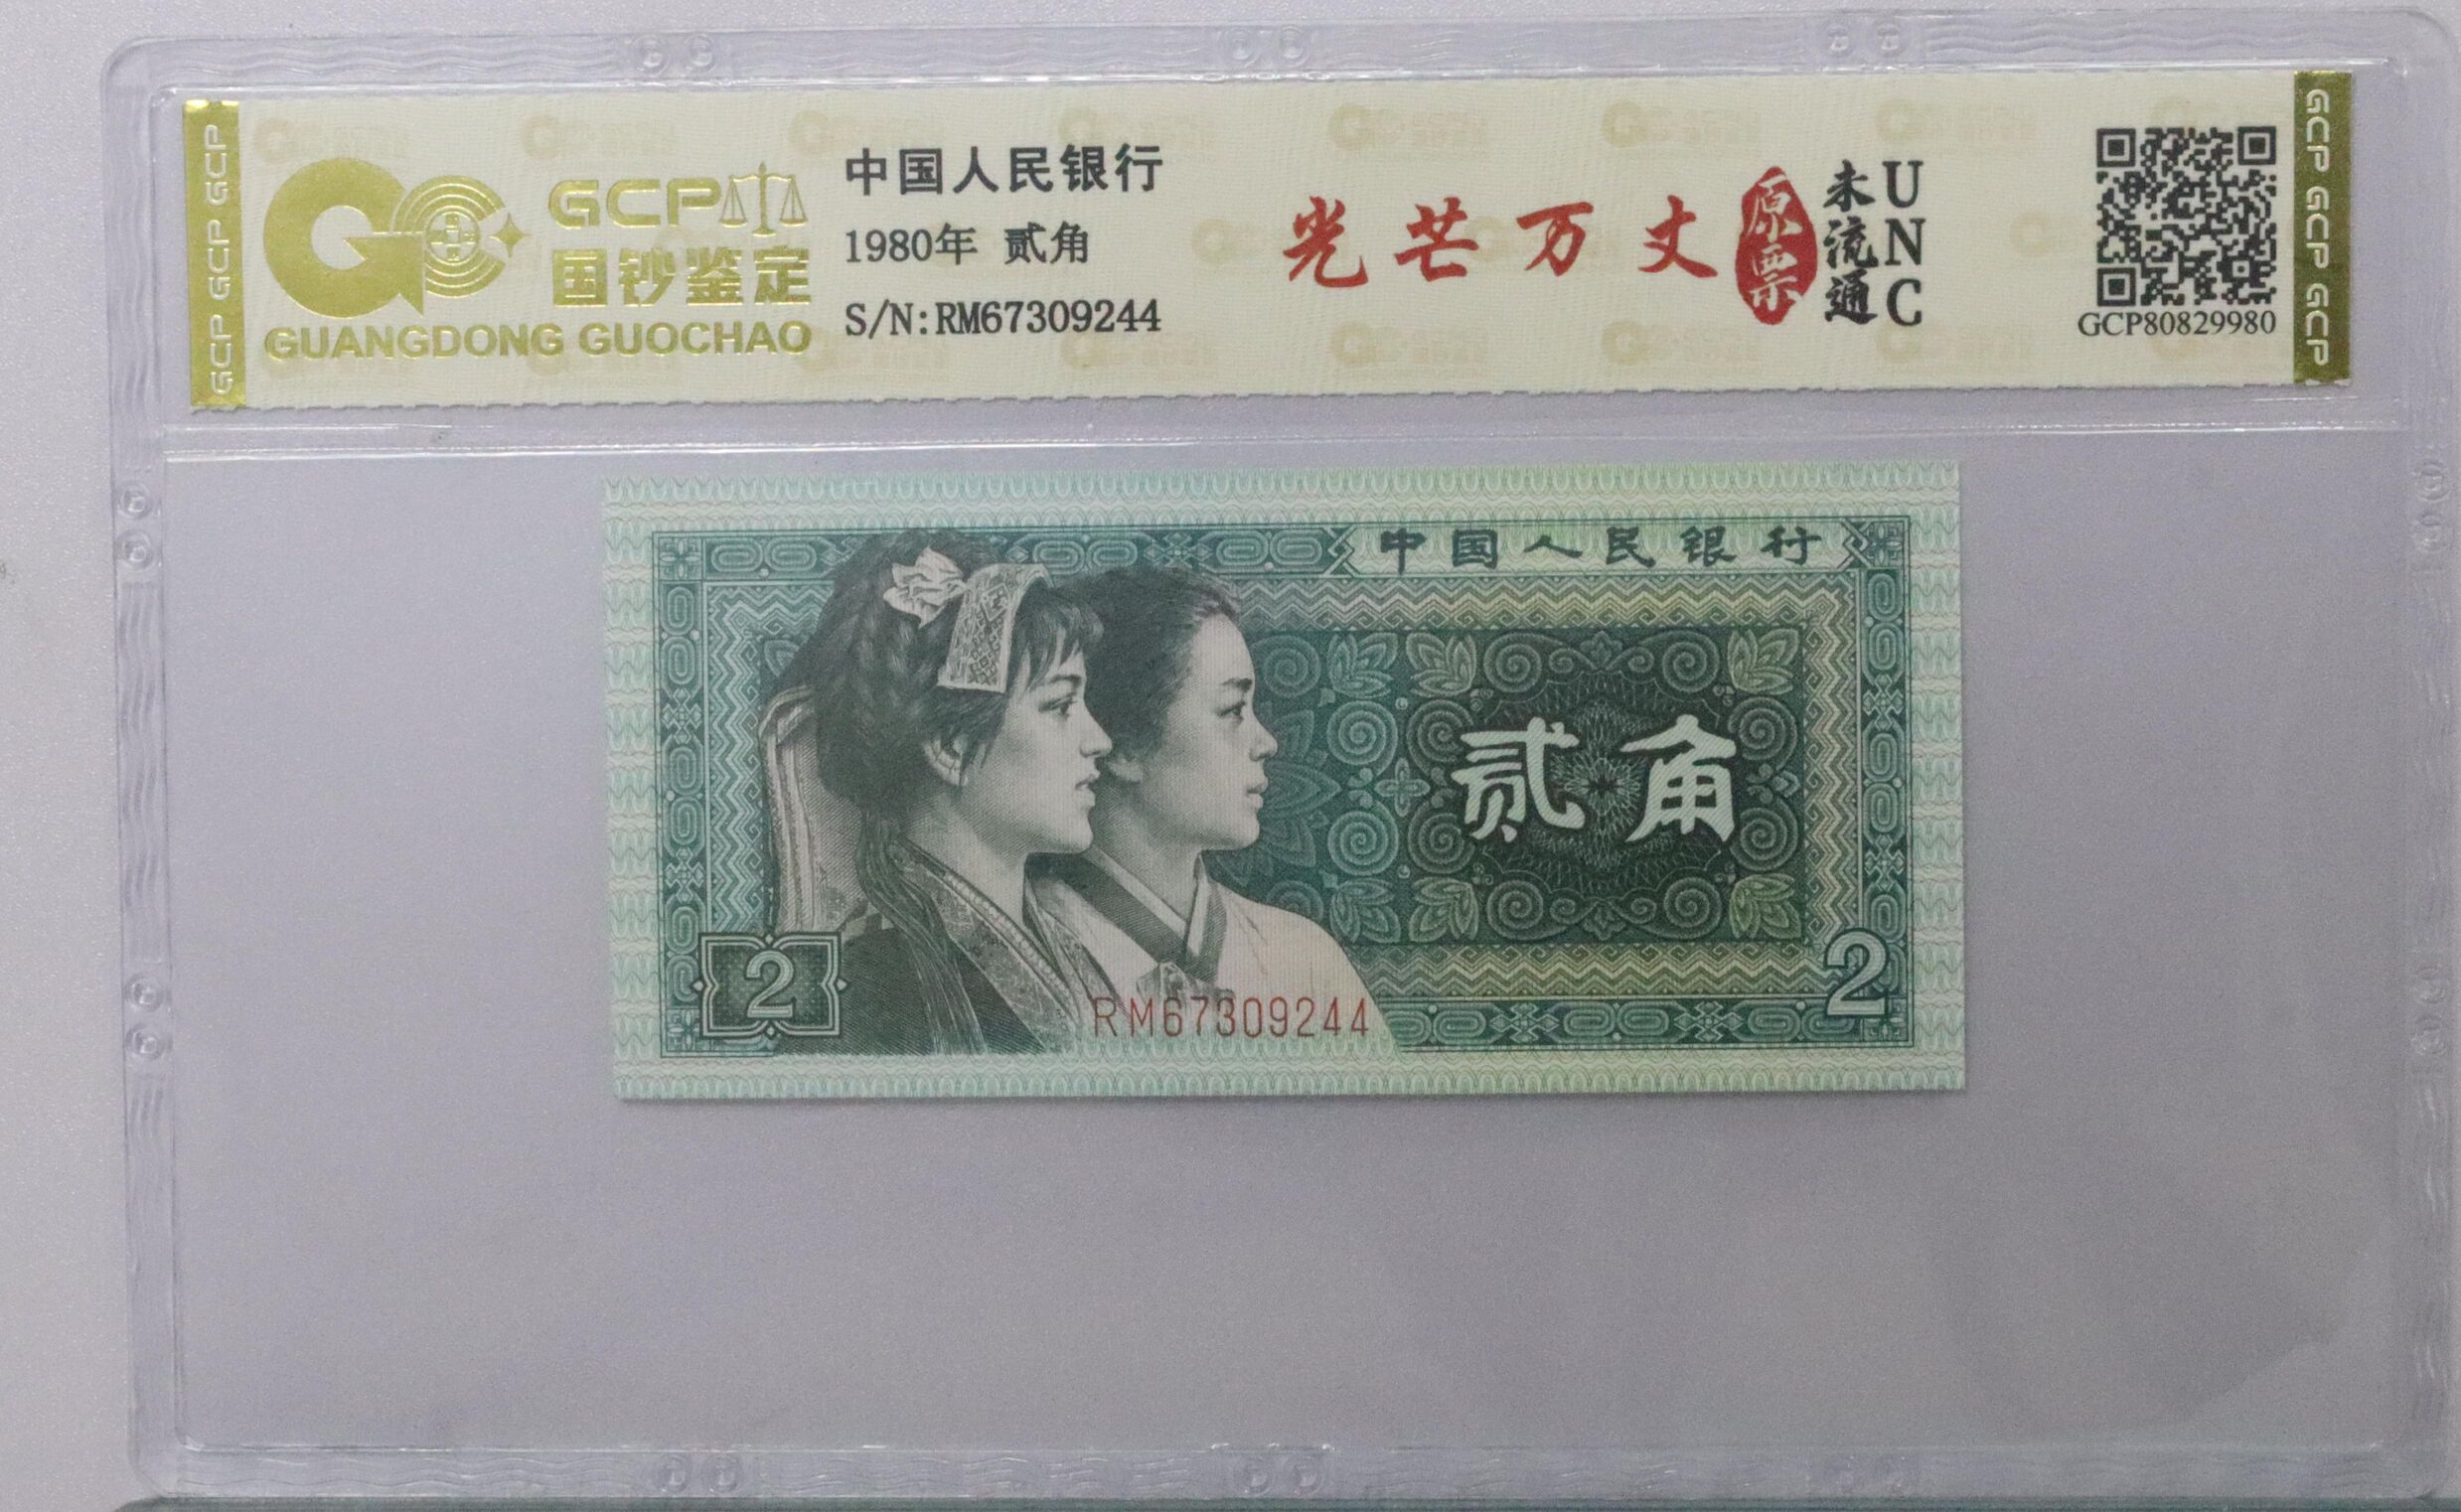 GCP GCP GCP
GCP
国钞鉴定
GUANGDONG GUOCHAO
中国人民银行
1980年 贰角
S/N:RM67309244
光芒万丈
原票
未流通
UNC
GCP80829980
GCP GCP GCP
中国人民银行
贰角
2
RM67309244
2